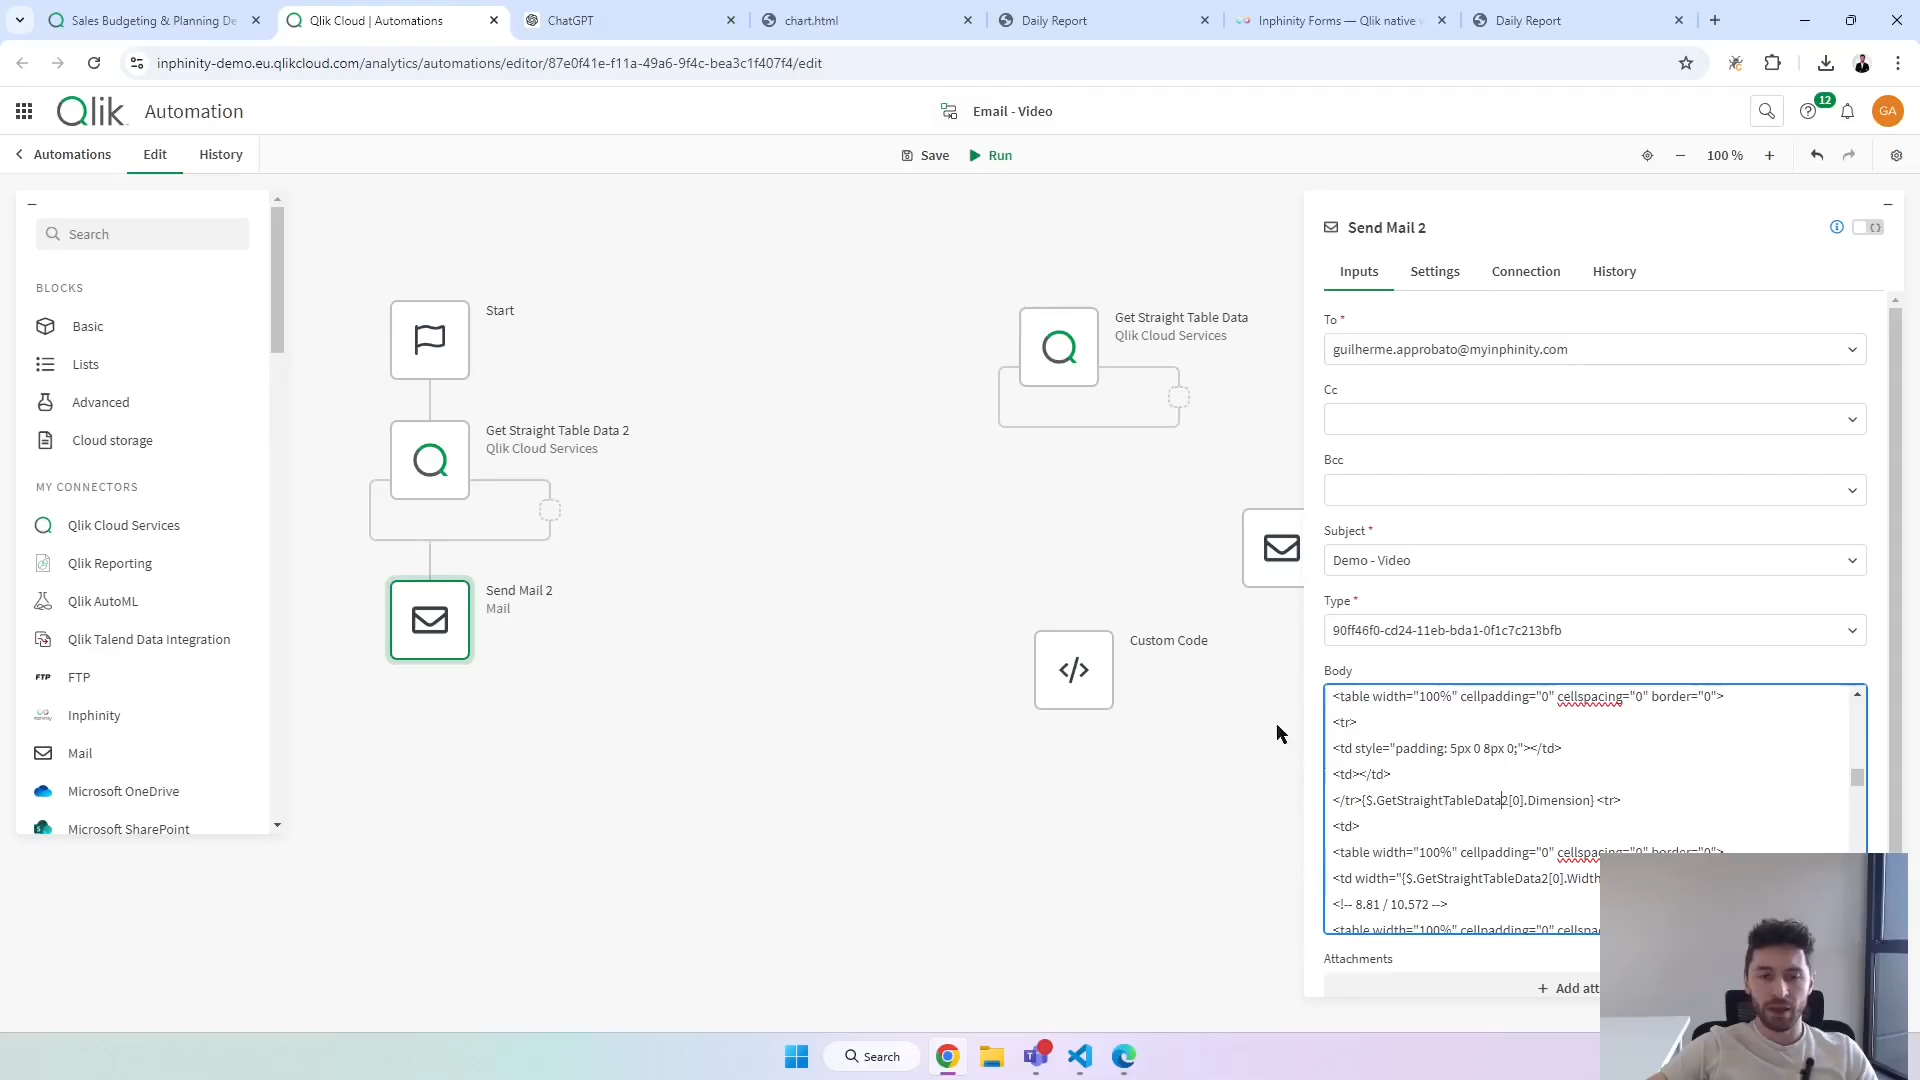 Sales Budgeting & Planning De
Qlik Cloud | Automations
ChatGPT
chart.html
Daily Report
Inphinity Forms — Qlik native
Daily Report
inphinity-demo.eu.qlikcloud.com/analytics/automations/editor/87e0f41e-f11a-49a6-9f4c-bea3c1f407f4/edit
Qlik
Automation
Email - Video
12
GA
Automations
Edit
History
Save
Run
100 %
Search
BLOCKS
Basic
Lists
Advanced
Cloud storage
MY CONNECTORS
Qlik Cloud Services
Qlik Reporting
Qlik AutoML
Qlik Talend Data Integration
FTP FTP
Inphinity
Mail
Microsoft OneDrive
Microsoft SharePoint
Start
Get Straight Table Data 2
Qlik Cloud Services
Send Mail 2
Mail
Get Straight Table Data
Qlik Cloud Services
Custom Code
Send Mail 2
Inputs
Settings
Connection
History
To *
guilherme.approbato@myinphinity.com
Cc
Bcc
Subject *
Demo - Video
Type *
90ff46f0-cd24-11eb-bda1-0f1c7c213bfb
Body
<table width="100%" cellpadding="0" cellspacing="0" border="0">
<tr>
<td style="padding: 5px 0 8px 0;"></td>
<td></td>
</tr>{$.GetStraightTableData2[0].Dimension} <tr>
<td>
<table width="100%" cellpadding="0" cellspacing="0" border="0">
<td width="{$.GetStraightTableData2[0].Width
<!-- 8.81 / 10.572 -->
<table width="100%" cellpadding="0" cellspa
Attachments
+ Add att
Search